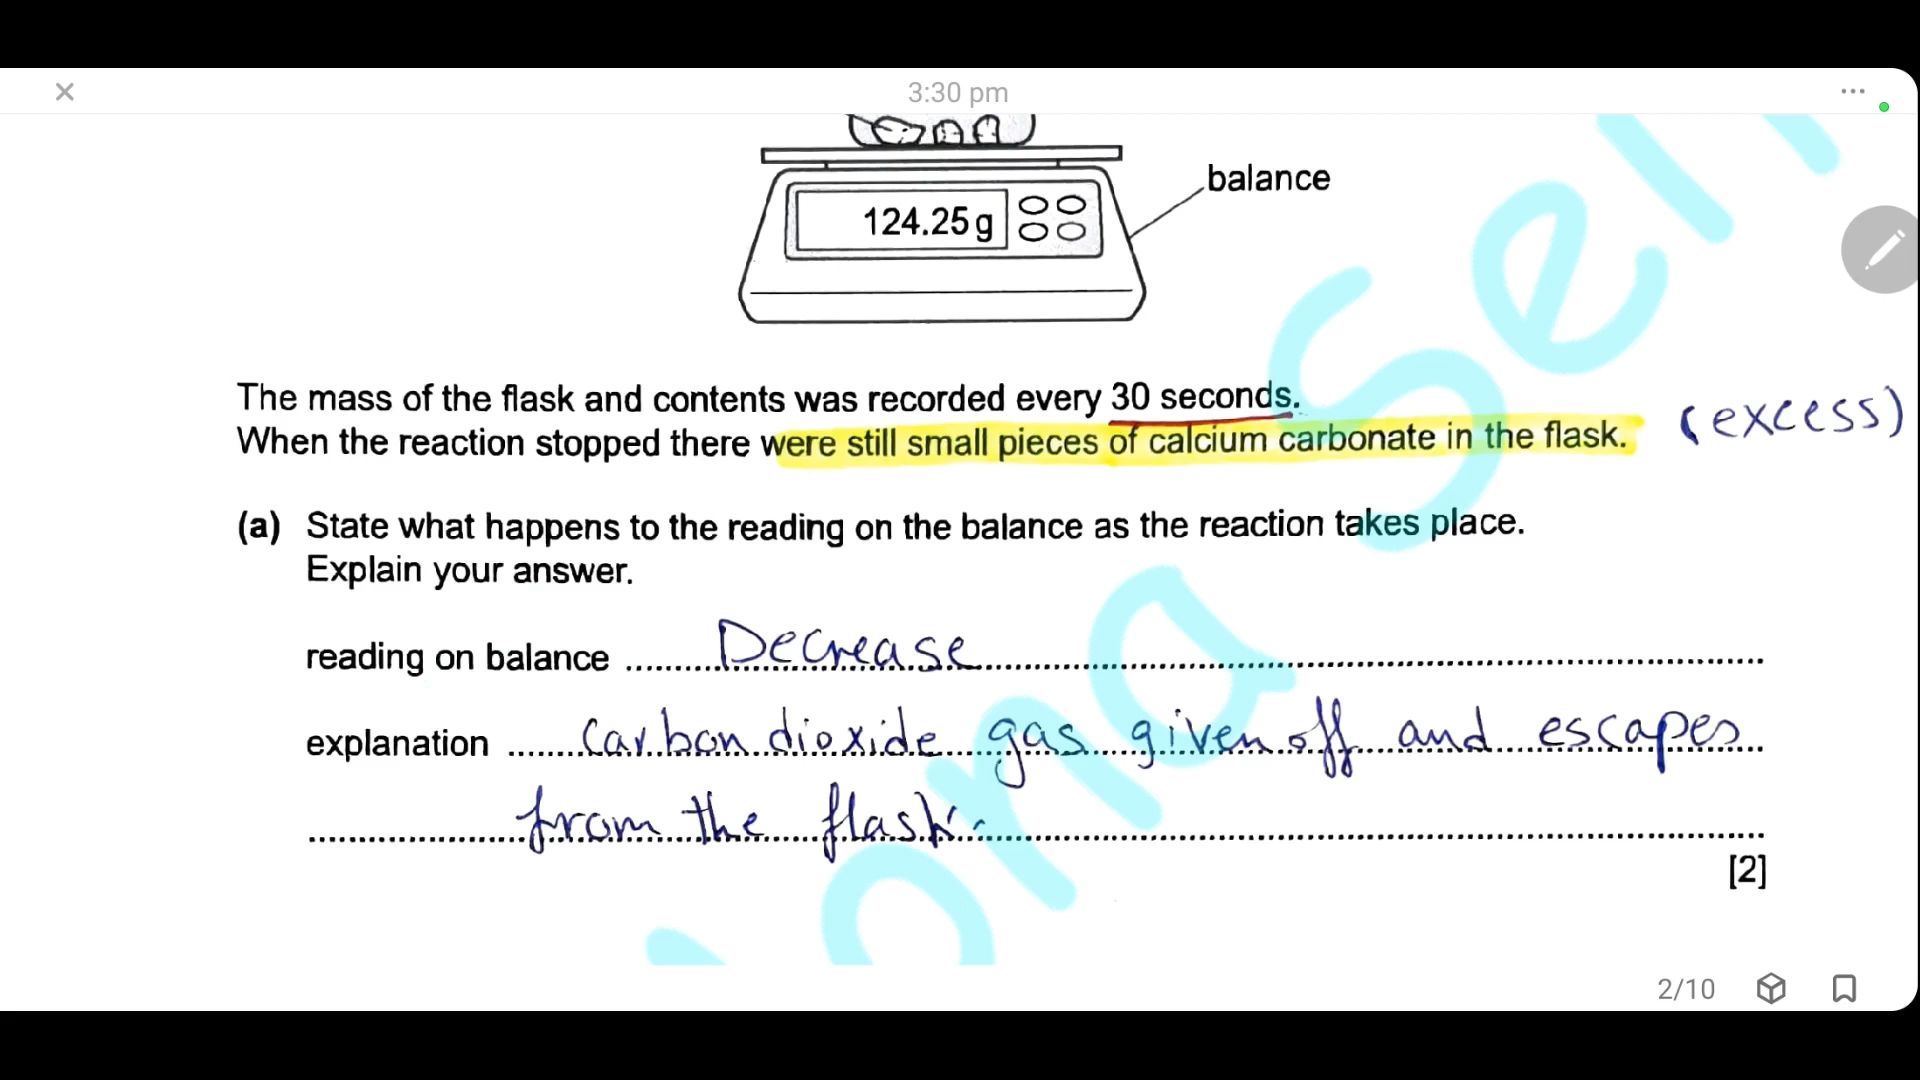 3:30 pm
124.25 g
balance
The mass of the flask and contents was recorded every 30 seconds.
When the reaction stopped there were still small pieces of calcium carbonate in the flask. (excess)
(a) State what happens to the reading on the balance as the reaction takes place.
Explain your answer.
reading on balance ........ Decrease ........
explanation ........ Carbon dioxide gas given off and escapes
from the flask.
[2]
2/10